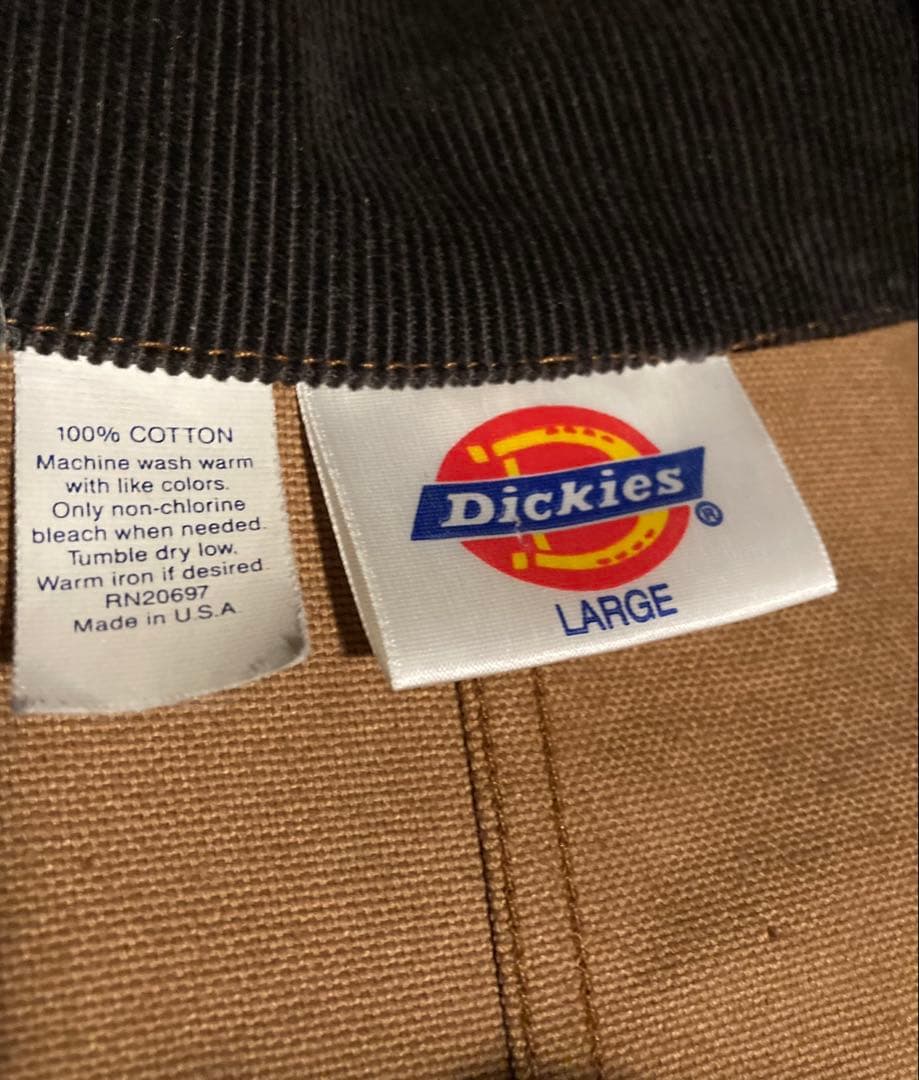 100% COTTON
Machine wash warm
with like colors.
Only non-chlorine
bleach when needed.
Tumble dry low.
Warm iron if desired.
RN20697
Made in U.S.A.
Dickies®
LARGE